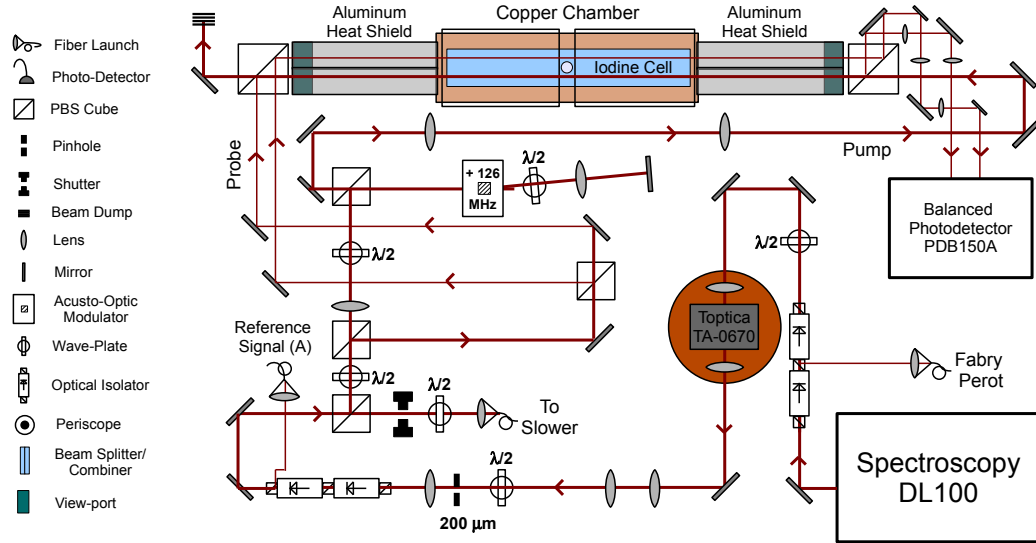 Fiber Launch
Photo-Detector
PBS Cube
Pinhole
Shutter
Beam Dump
Lens
Mirror
Acusto-Optic
Modulator
Wave-Plate
Optical Isolator
Periscope
Beam Splitter/
Combiner
View-port
Aluminum
Heat Shield
Copper Chamber
Aluminum
Heat Shield
Iodine Cell
Probe
Pump
λ/2
+ 126
MHz
Balanced
Photodetector
PDB150A
λ/2
λ/2
Toptica
TA-0670
Reference
Signal (A)
λ/2
λ/2
To
Slower
Fabry
Perot
λ/2
200 μm
Spectroscopy
DL100